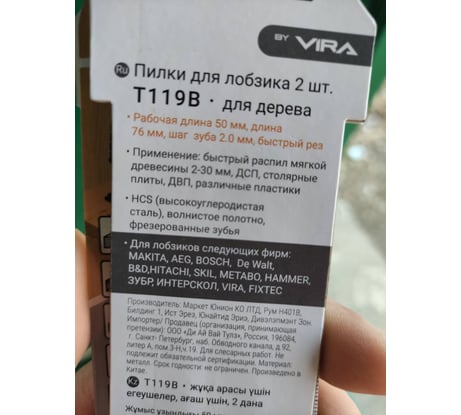 BY VIRA
Ru Пилки для лобзика 2 шт.
T119B · для дерева
• Рабочая длина 50 мм, длина
76 мм, шаг зуба 2.0 мм, быстрый рез
• Применение: быстрый распил мягкой
древесины 2-30 мм, ДСП, столярные
плиты, ДВП, различные пластики
• HCS (высокоуглеродистая
сталь), волнистое полотно,
фрезерованные зубья
• Для лобзиков следующих фирм:
MAKITA, AEG, BOSCH, De Walt,
B&D,HITACHI, SKIL, METABO, HAMMER,
ЗУБР, ИНТЕРСКОЛ, VIRA, FIXTEC
Производитель: Маркет Юнион КО ЛТД, Рум H401B,
Билдинг 1, Ист Эрез, Юнайтид Эриз, Дивэлэпмэнт Зон.
Импортер/ Продавец (организация, принимающая
претензии): ООО «Ди Ай Вай Тулз», Россия, 196084,
г. Санкт- Петербург, наб. Обводного канала, д.92,
литер А, пом.3-Н,ч.19. Для слесарных работ. Не
подлежит обязательной сертификации. Материал:
металл. Срок годности не ограничен. Произведено в
Китае.
Kz T119B • жұқа арасы үшін
егеушелер, ағаш үшін, 2 дана